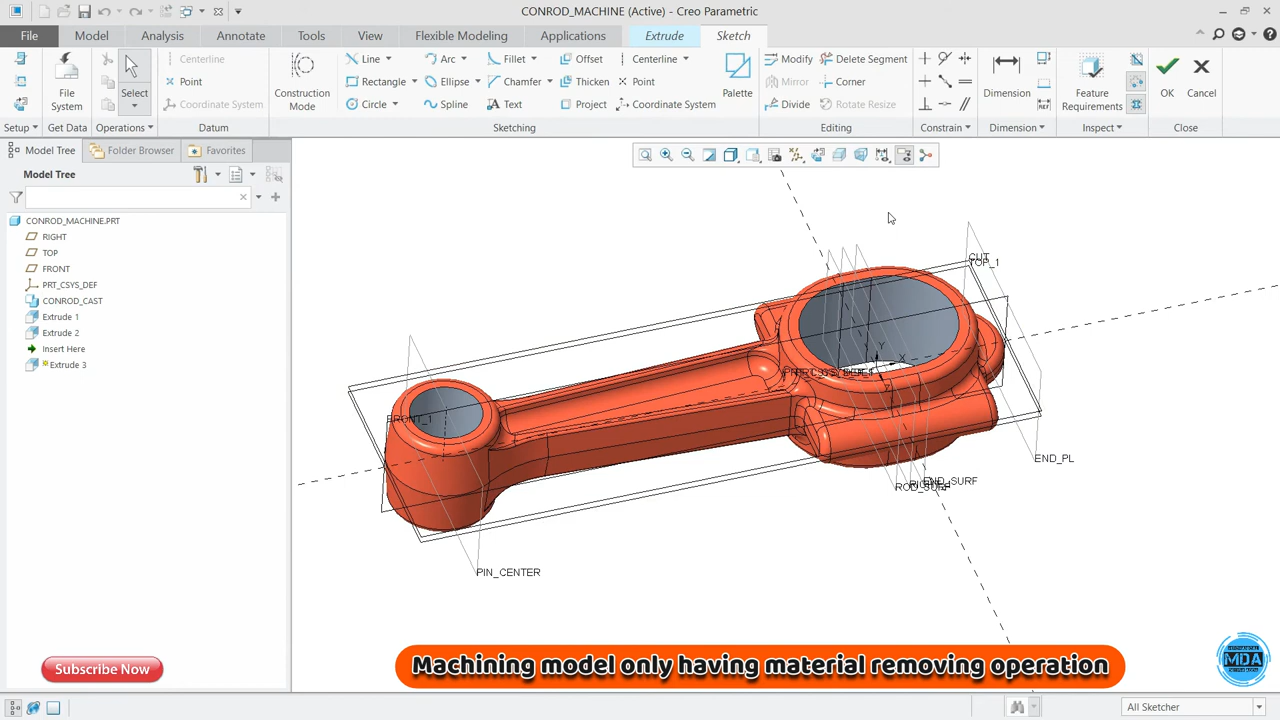 CONROD_MACHINE (Active) - Creo Parametric
File Model Analysis Annotate Tools View Flexible Modeling Applications Extrude Sketch
Centerline Line Arc Fillet Offset Centerline Modify Delete Segment
Point Rectangle Ellipse Chamfer Thicken Point Mirror Corner
Coordinate System Circle Spline Text Project Coordinate System Divide Rotate Resize
File System Select Construction Mode Palette Dimension Feature Requirements OK Cancel
Setup Get Data Operations Datum Sketching Editing Constrain Dimension Inspect Close
Model Tree Folder Browser Favorites
Model Tree
CONROD_MACHINE.PRT
RIGHT
TOP
FRONT
PRT_CSYS_DEF
CONROD_CAST
Extrude 1
Extrude 2
Insert Here
Extrude 3
CUT
TOP_1
Y
X
FRONT_1
END_PL
END_SURF
PIN_CENTER
Machining model only having material removing operation
Subscribe Now
MDA
All Sketcher